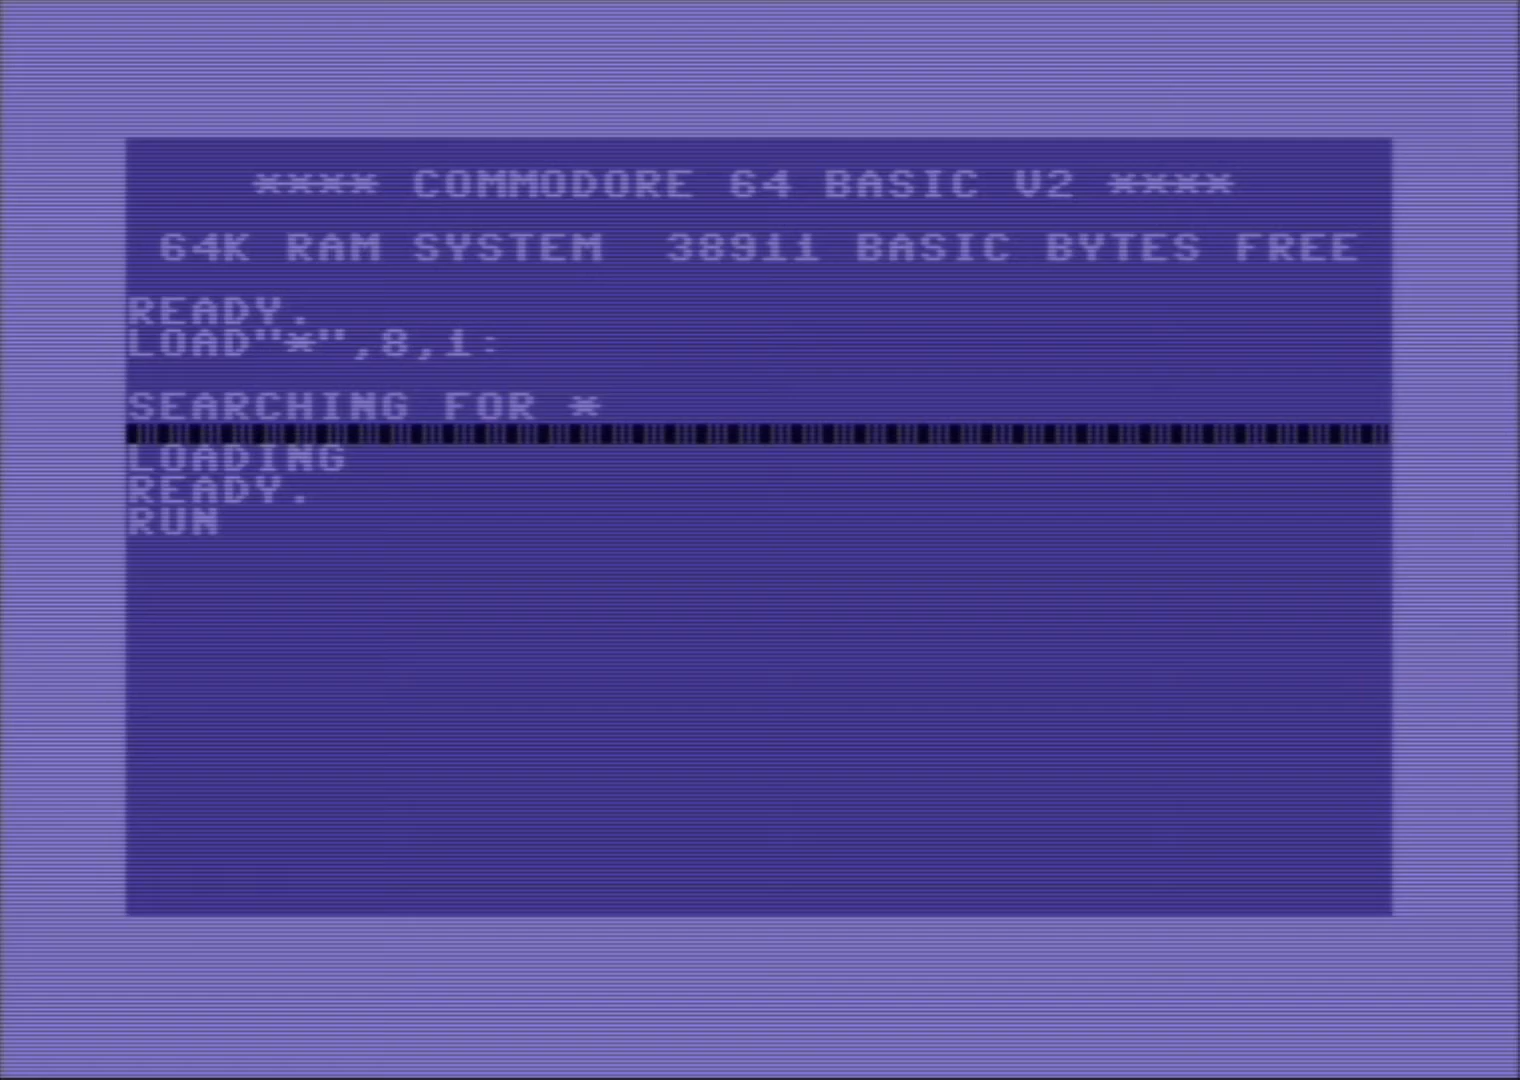 **** COMMODORE 64 BASIC V2 ****
64K RAM SYSTEM  38911 BASIC BYTES FREE
READY.
LOAD"*",8,1:
SEARCHING FOR *
LOADING
READY.
RUN